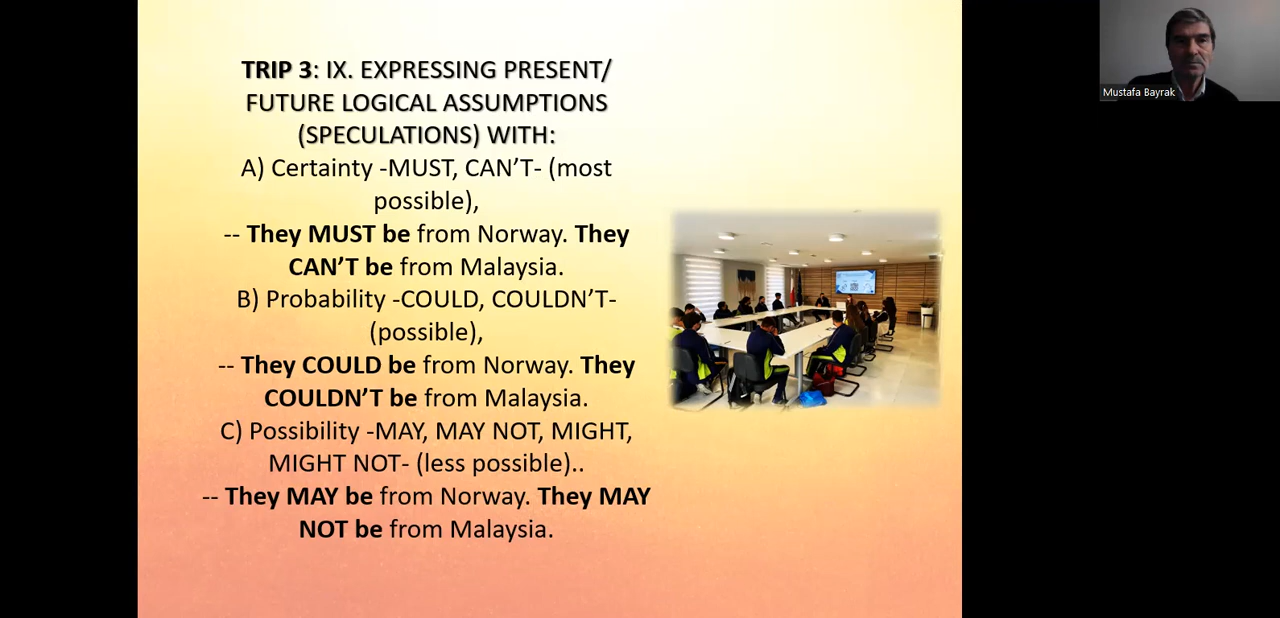 TRIP 3: IX. EXPRESSING PRESENT/
FUTURE LOGICAL ASSUMPTIONS
(SPECULATIONS) WITH:
A) Certainty -MUST, CAN’T- (most
possible),
-- They MUST be from Norway. They
CAN’T be from Malaysia.
B) Probability -COULD, COULDN’T-
(possible),
-- They COULD be from Norway. They
COULDN’T be from Malaysia.
C) Possibility -MAY, MAY NOT, MIGHT,
MIGHT NOT- (less possible)..
-- They MAY be from Norway. They MAY
NOT be from Malaysia.
Mustafa Bayrak